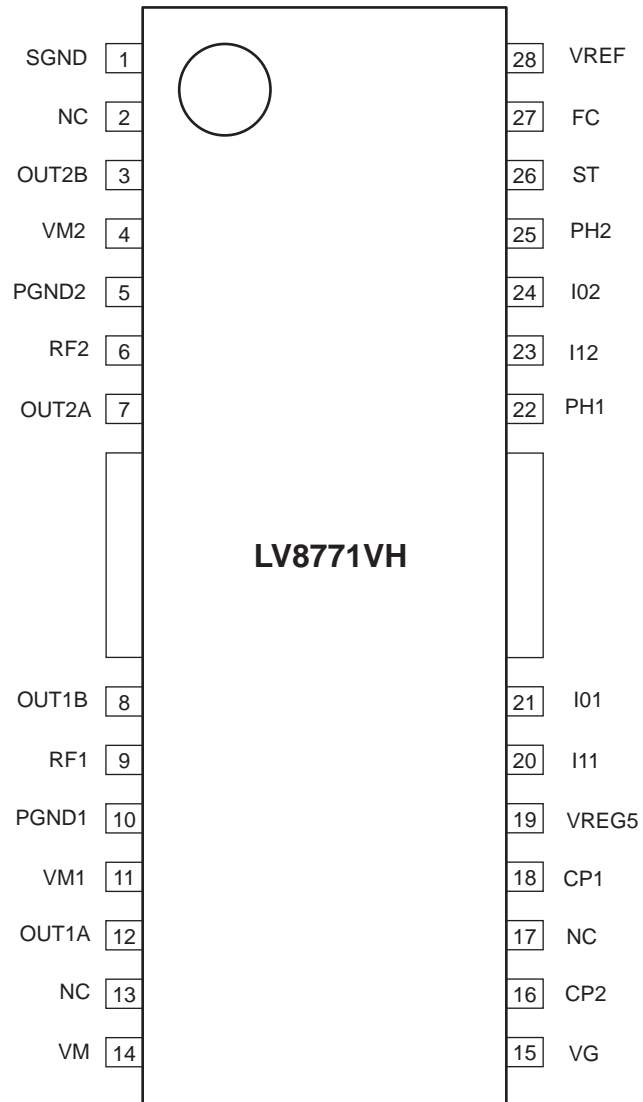 SGND 1 28 VREF
NC 2 27 FC
OUT2B 3 26 ST
VM2 4 25 PH2
PGND2 5 24 I02
RF2 6 23 I12
OUT2A 7 22 PH1
LV8771VH
OUT1B 8 21 I01
RF1 9 20 I11
PGND1 10 19 VREG5
VM1 11 18 CP1
OUT1A 12 17 NC
NC 13 16 CP2
VM 14 15 VG